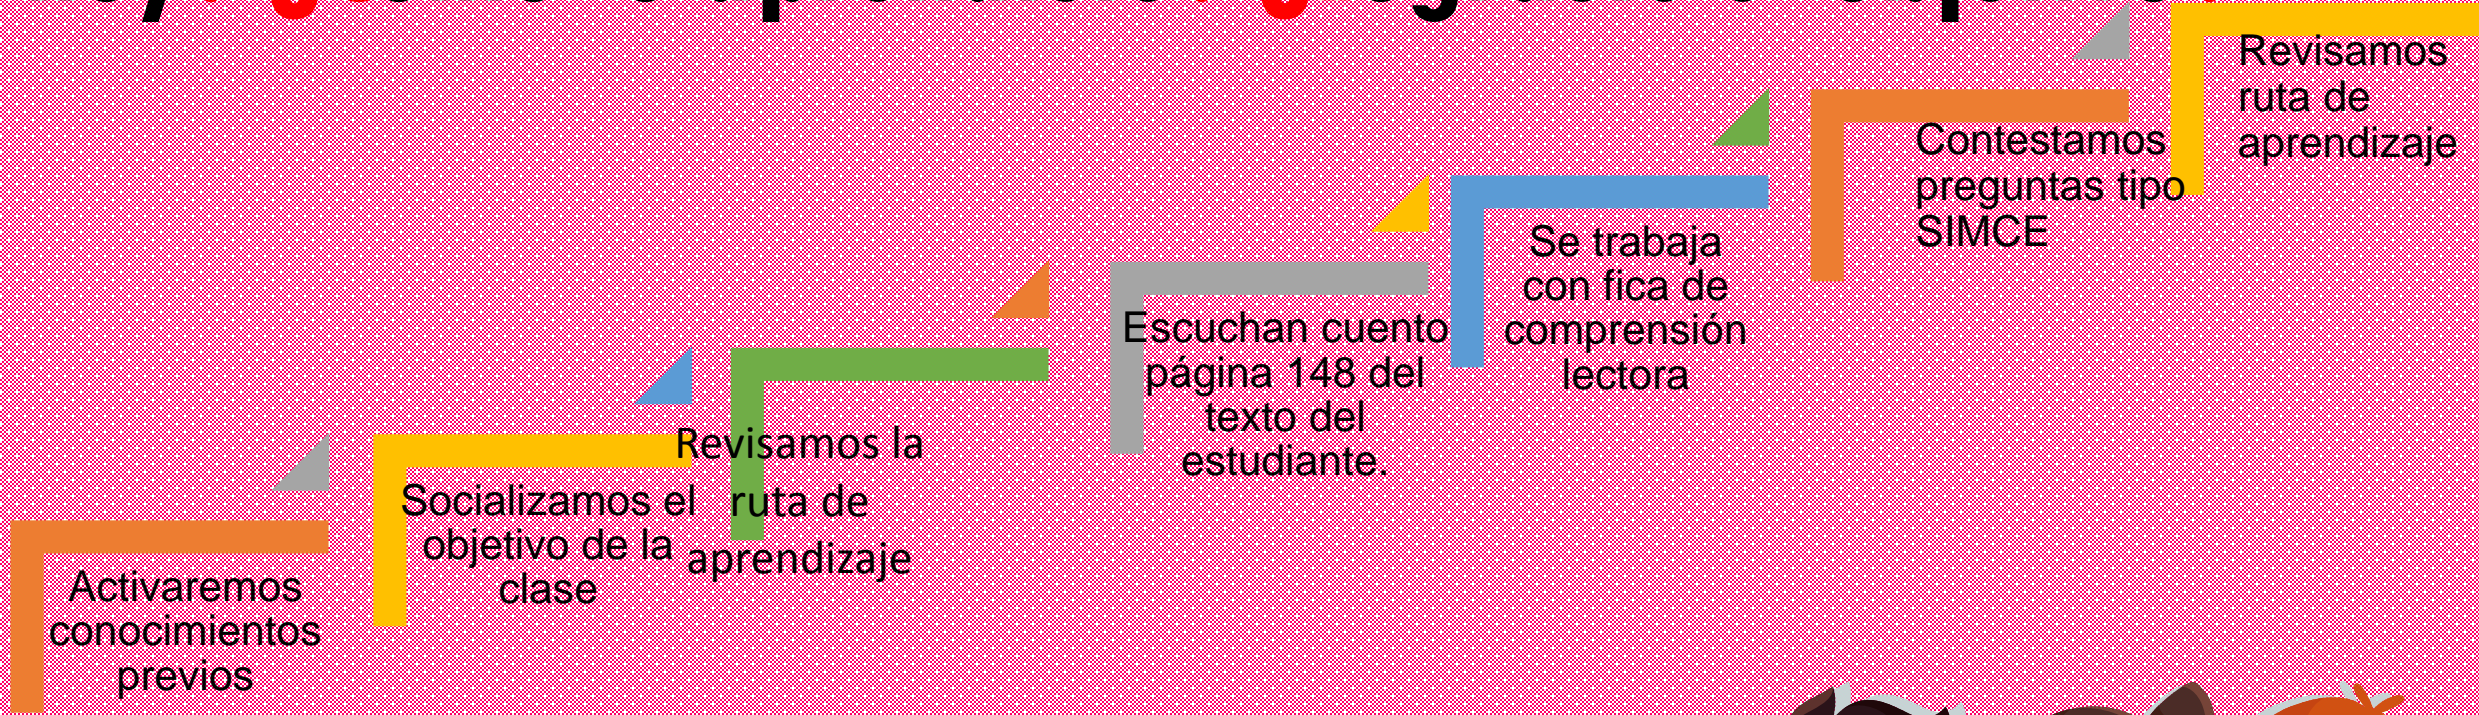 Activaremos
conocimientos
previos
Socializamos el
objetivo de la
clase
Revisamos la
ruta de
aprendizaje
Escuchan cuento
página 148 del
texto del
estudiante.
Se trabaja
con fica de
comprensión
lectora
Contestamos
preguntas tipo
SIMCE
Revisamos
ruta de
aprendizaje